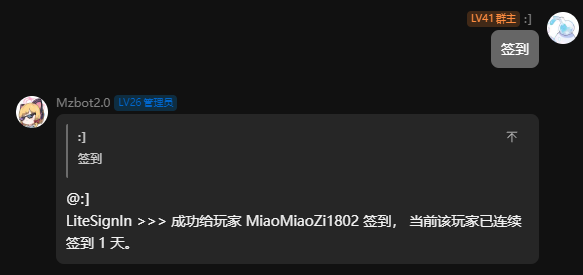 LV41 群主 :]
签到
Mzbot2.0 LV26 管理员
:]
签到
@:]
LiteSignIn >>> 成功给玩家 MiaoMiaoZi1802 签到， 当前该玩家已连续
签到 1 天。